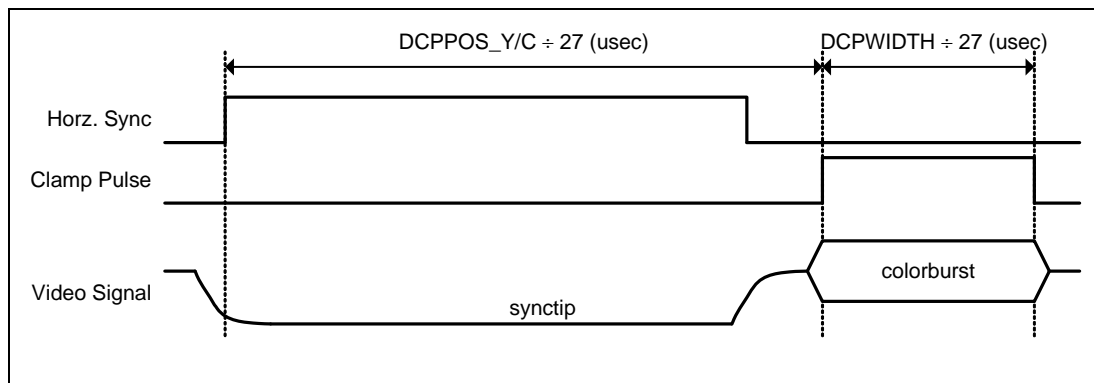 DCPPOS_Y/C ÷ 27 (usec)
DCPWIDTH ÷ 27 (usec)
Horz. Sync
Clamp Pulse
Video Signal
colorburst
synctip